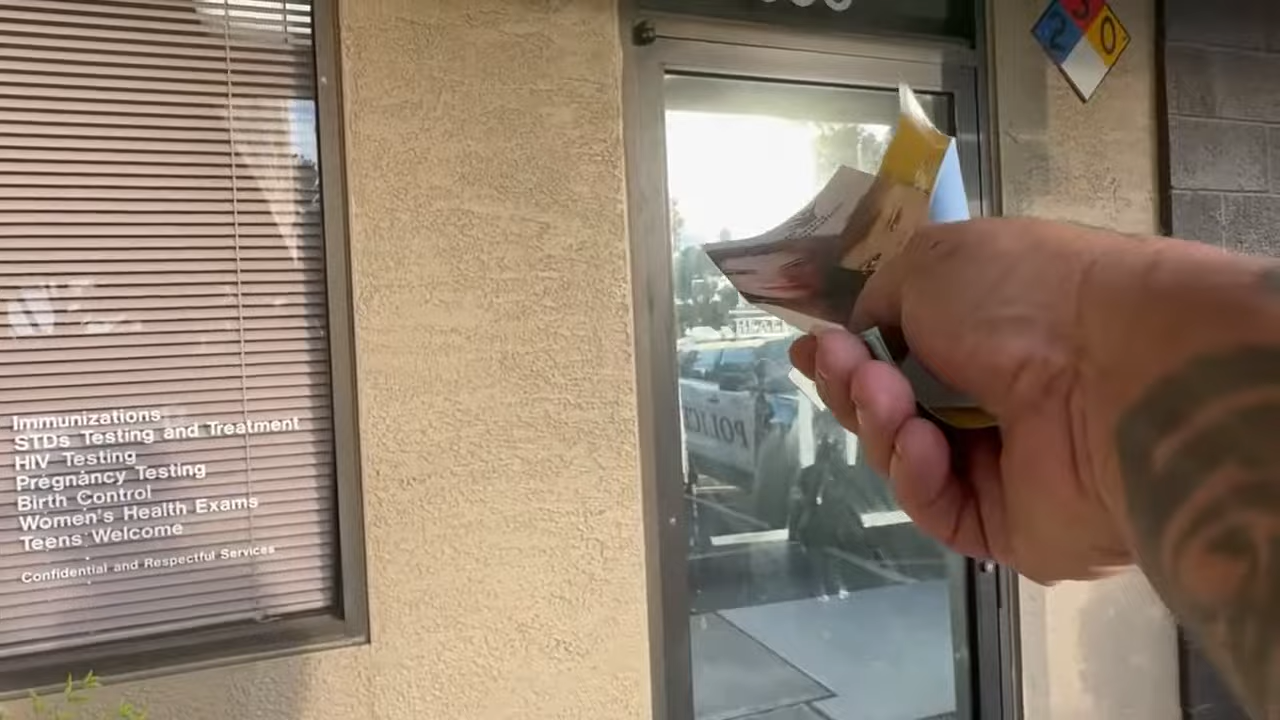 Immunizations
STDs Testing and Treatment
HIV Testing
Pregnancy Testing
Birth Control
Women's Health Exams
Teens Welcome
Confidential and Respectful Services
3
2
0
POLICE